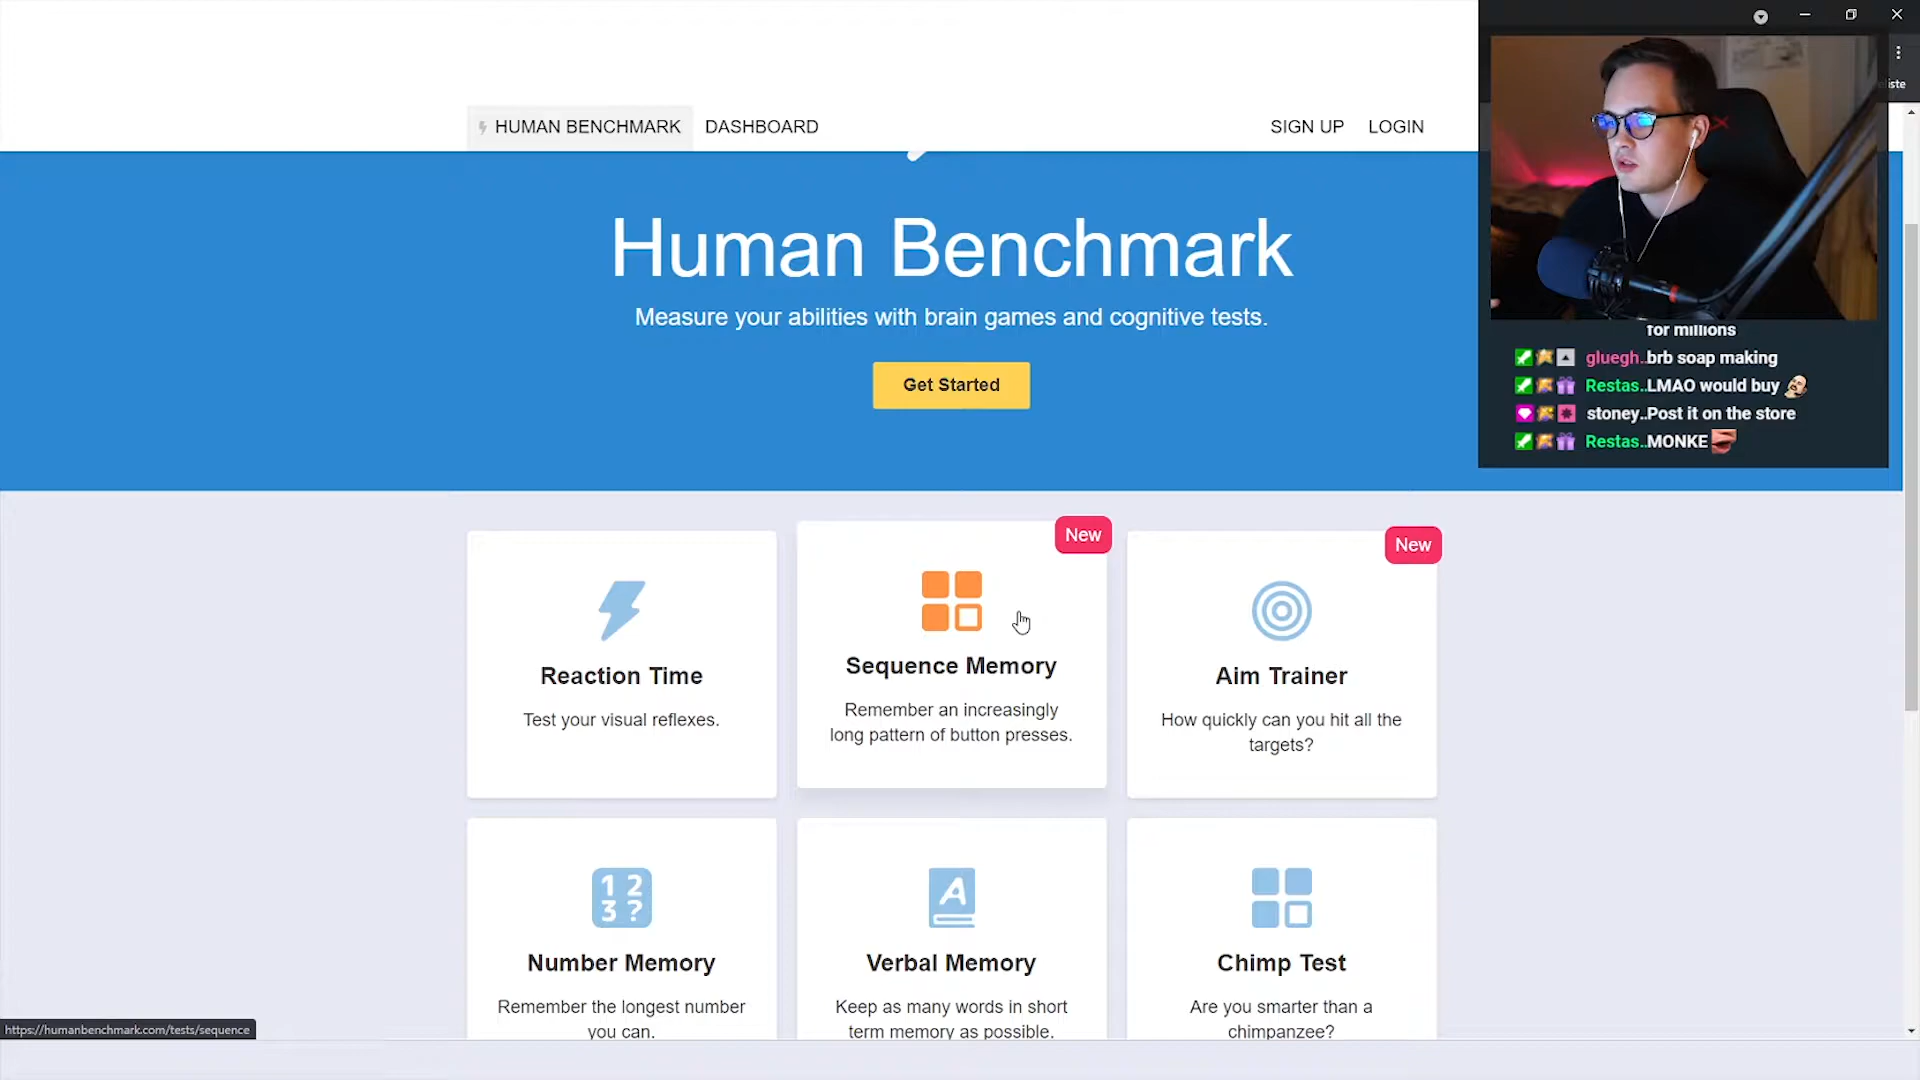 HUMAN BENCHMARK
DASHBOARD
SIGN UP
LOGIN
Human Benchmark
Measure your abilities with brain games and cognitive tests.
Get Started
for millions
gluegh..brb soap making
Restas..LMAO would buy
stoney..Post it on the store
Restas..MONKE
New
New
Reaction Time
Test your visual reflexes.
Sequence Memory
Remember an increasingly
long pattern of button presses.
Aim Trainer
How quickly can you hit all the
targets?
1 2
3 ?
Number Memory
Remember the longest number
you can.
A
Verbal Memory
Keep as many words in short
term memory as possible.
Chimp Test
Are you smarter than a
chimpanzee?
https://humanbenchmark.com/tests/sequence